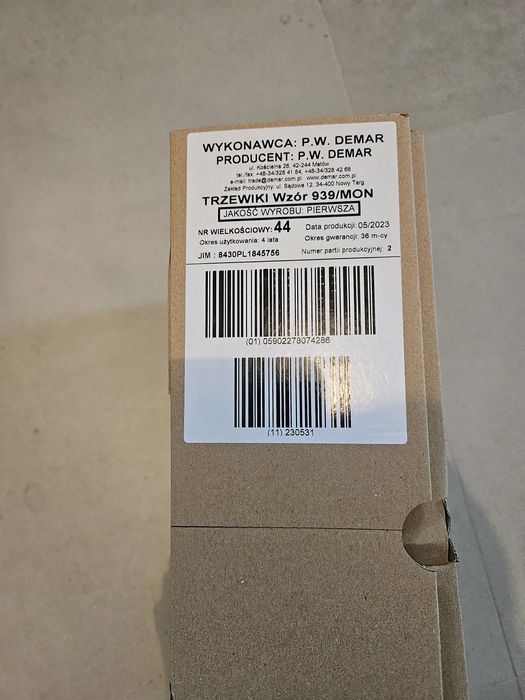 WYKONAWCA: P.W. DEMAR
PRODUCENT: P.W. DEMAR
ul. Kościelna 26, 42-244 Mstów
tel./fax: +48-34/328 41 64, +48-34/328 42 68
e-mail: trade@demar.com.pl www.demar.com.pl
Zakład Produkcyjny: ul. Sądowa 12, 34-400 Nowy Targ
TRZEWIKI Wzór 939/MON
JAKOŚĆ WYROBU: PIERWSZA
NR WIELKOŚCIOWY: 44 Data produkcji: 05/2023
Okres użytkowania: 4 lata Okres gwarancji: 36 m-cy
JIM : 8430PL1845756 Numer partii produkcyjnej: 2
(01) 05902278074286
(11) 230531